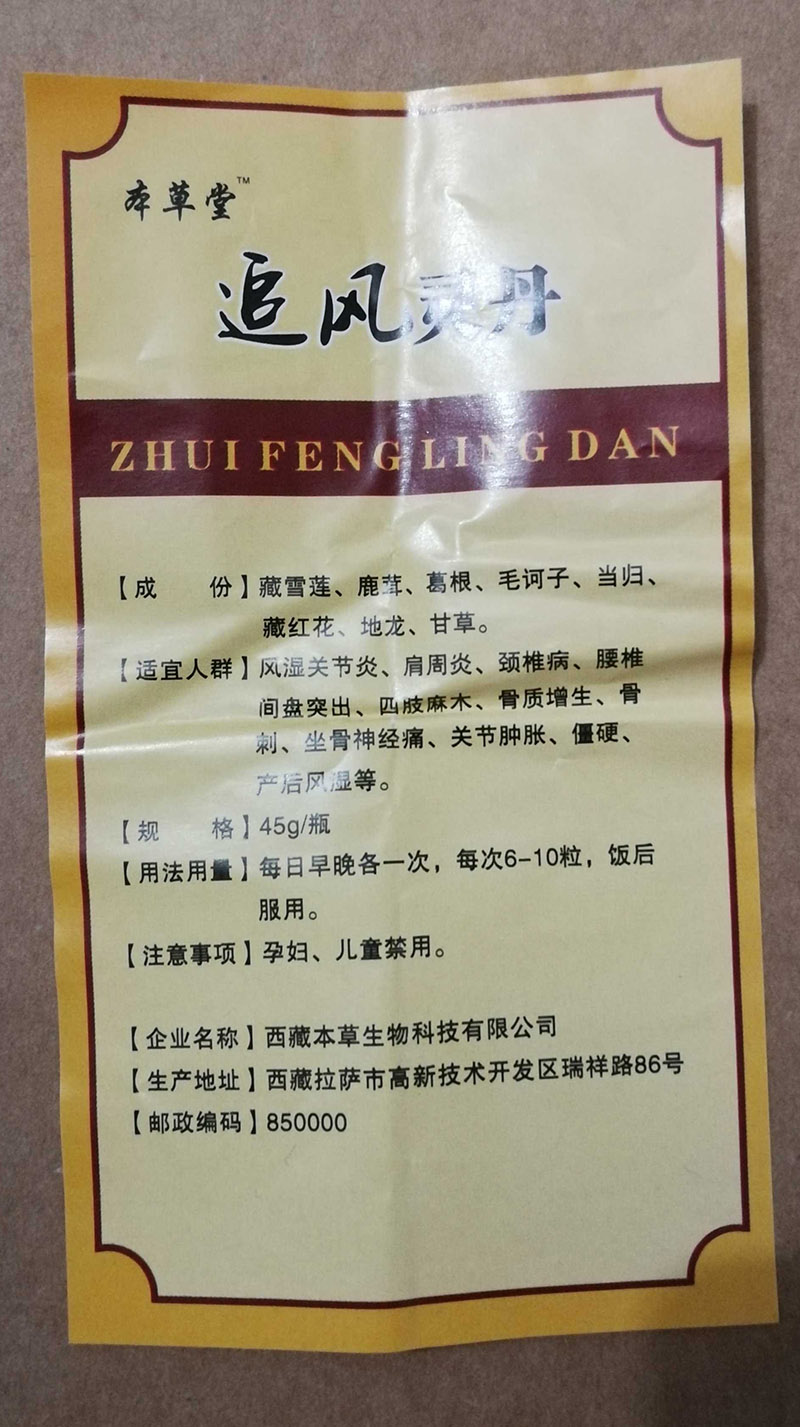 本草堂™
追风灵丹
ZHUI FENG LING DAN
【成　　份】藏雪莲、鹿茸、葛根、毛诃子、当归、
藏红花、地龙、甘草。
【适宜人群】风湿关节炎、肩周炎、颈椎病、腰椎
间盘突出、四肢麻木、骨质增生、骨
刺、坐骨神经痛、关节肿胀、僵硬、
产后风湿等。
【规　　格】45g/瓶
【用法用量】每日早晚各一次，每次6-10粒，饭后
服用。
【注意事项】孕妇、儿童禁用。
【企业名称】西藏本草生物科技有限公司
【生产地址】西藏拉萨市高新技术开发区瑞祥路86号
【邮政编码】850000